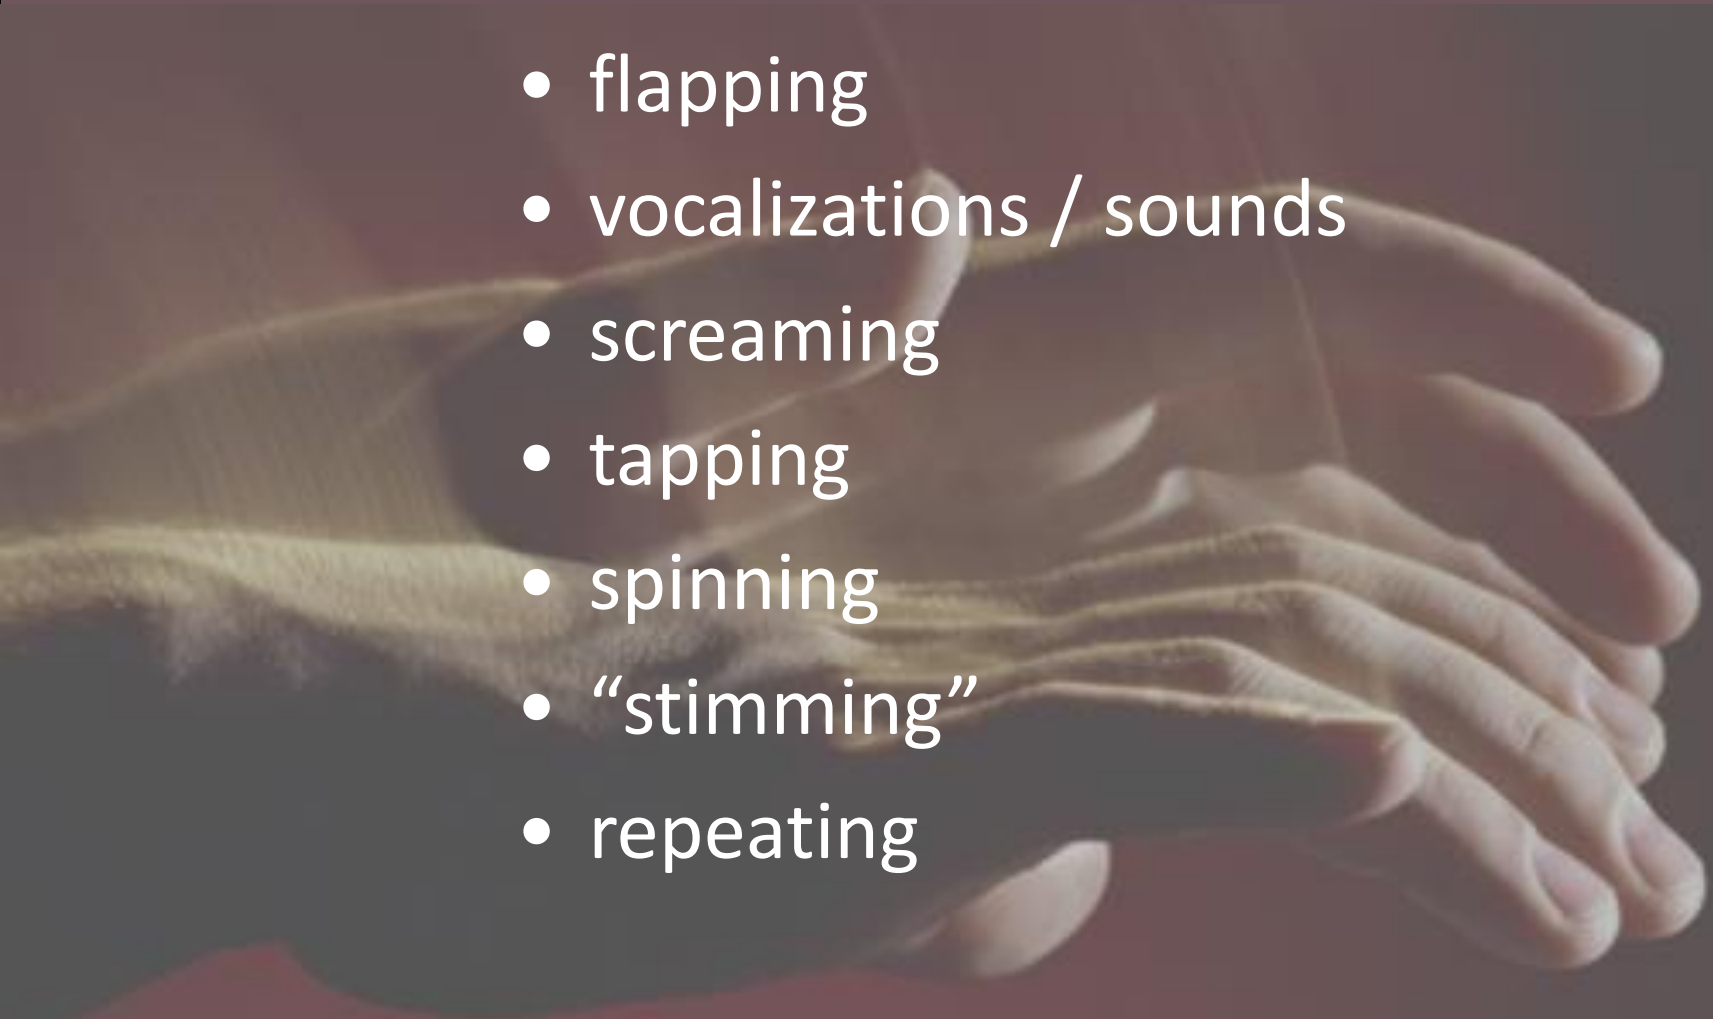 • flapping
• vocalizations / sounds
• screaming
• tapping
• spinning
• “stimming”
• repeating